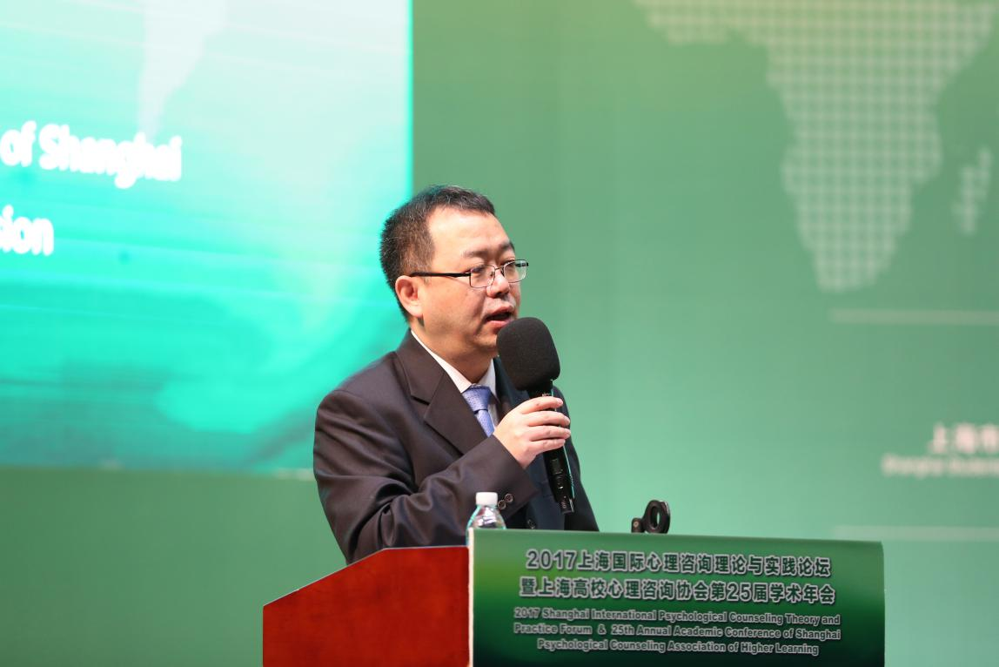 of Shanghai
上海
2017上海国际心理咨询理论与实践论坛
暨上海高校心理咨询协会第25届学术年会
2017 Shanghai International Psychological Counseling Theory and
Practice Forum & 25th Annual Academic Conference of Shanghai
Psychological Counseling Association of Higher Learning